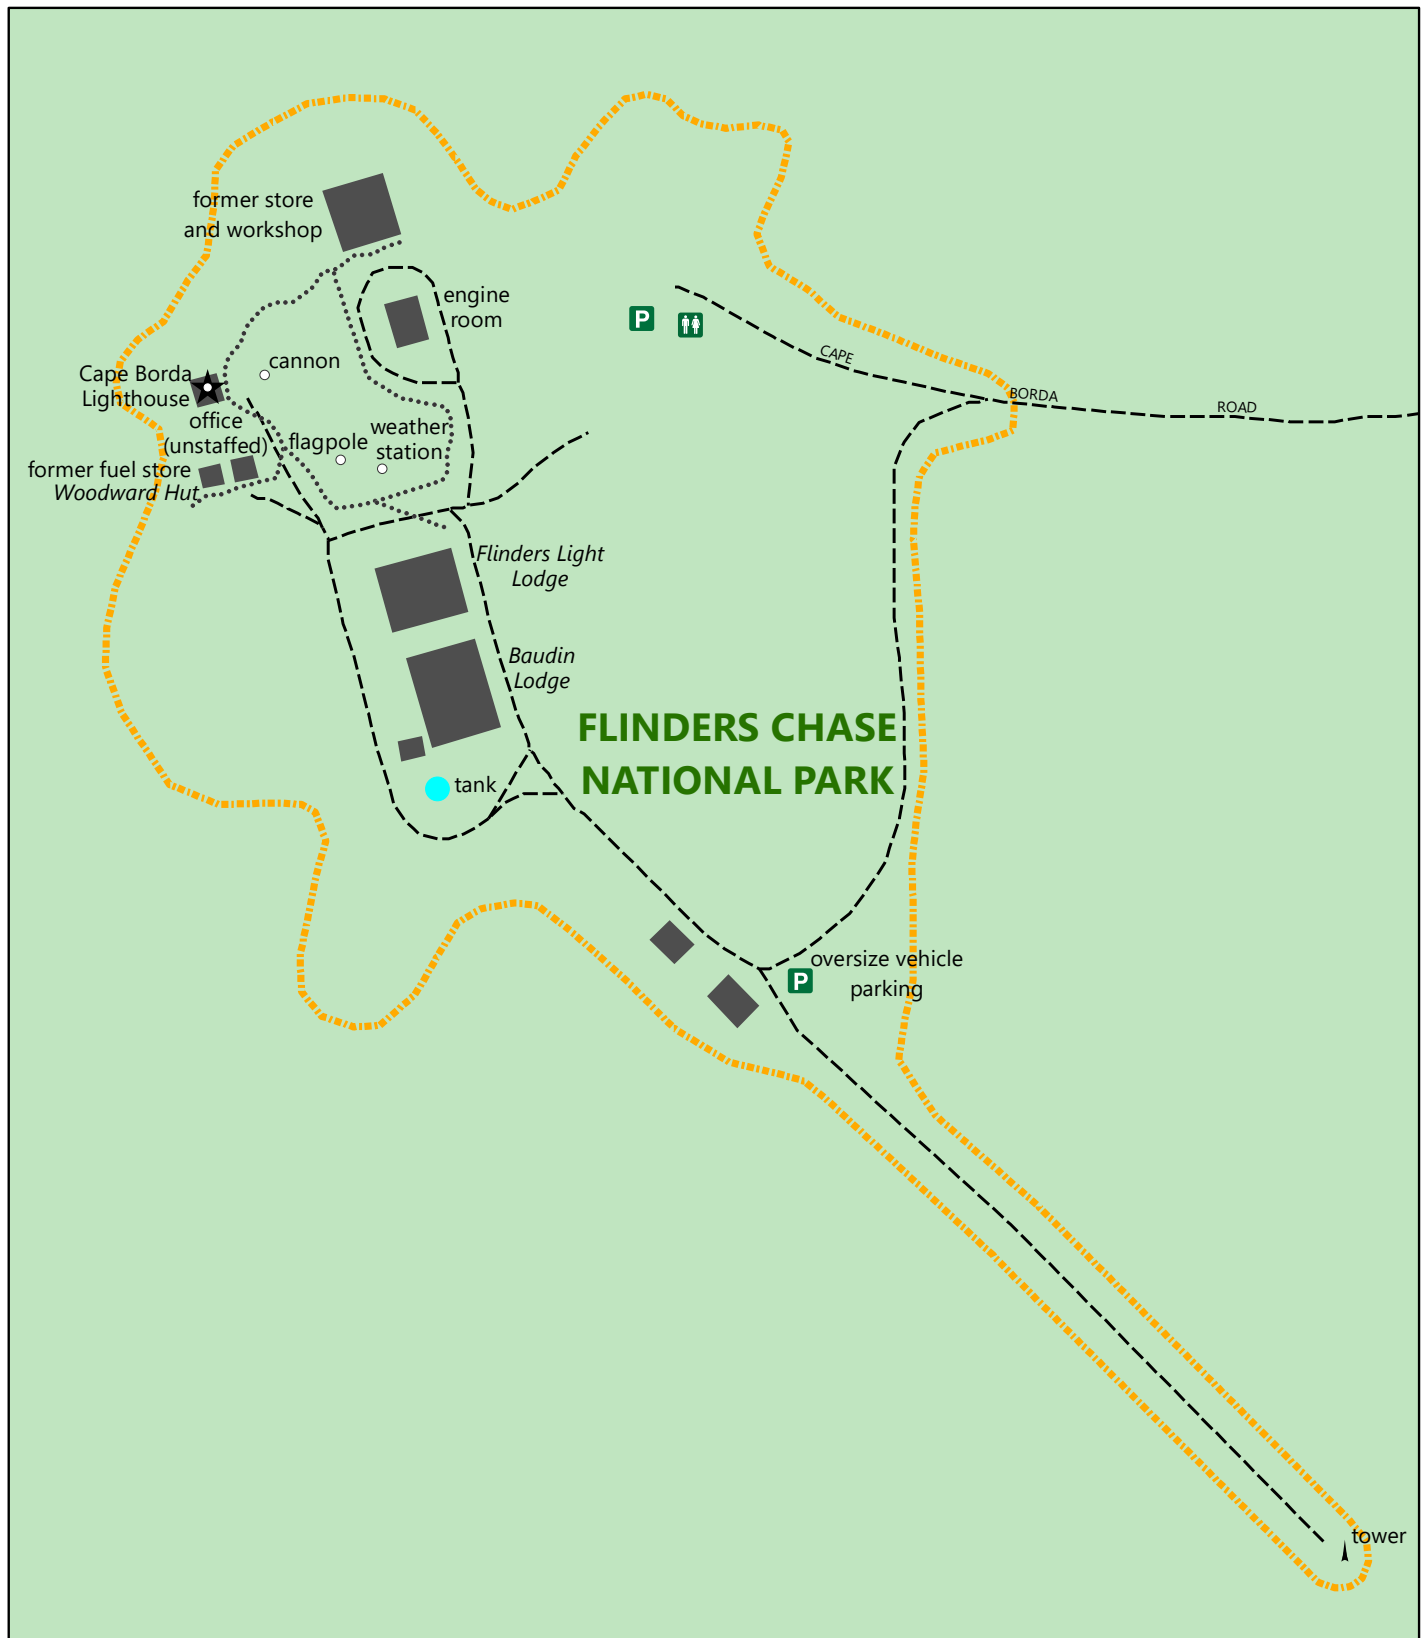 former store
and workshop
engine
room
P
CAPE
BORDA
ROAD
cannon
Cape Borda
Lighthouse
office
(unstaffed)
flagpole
weather
station
former fuel store
Woodward Hut
Flinders Light
Lodge
Baudin
Lodge
FLINDERS CHASE
NATIONAL PARK
tank
oversize vehicle
parking
P
tower